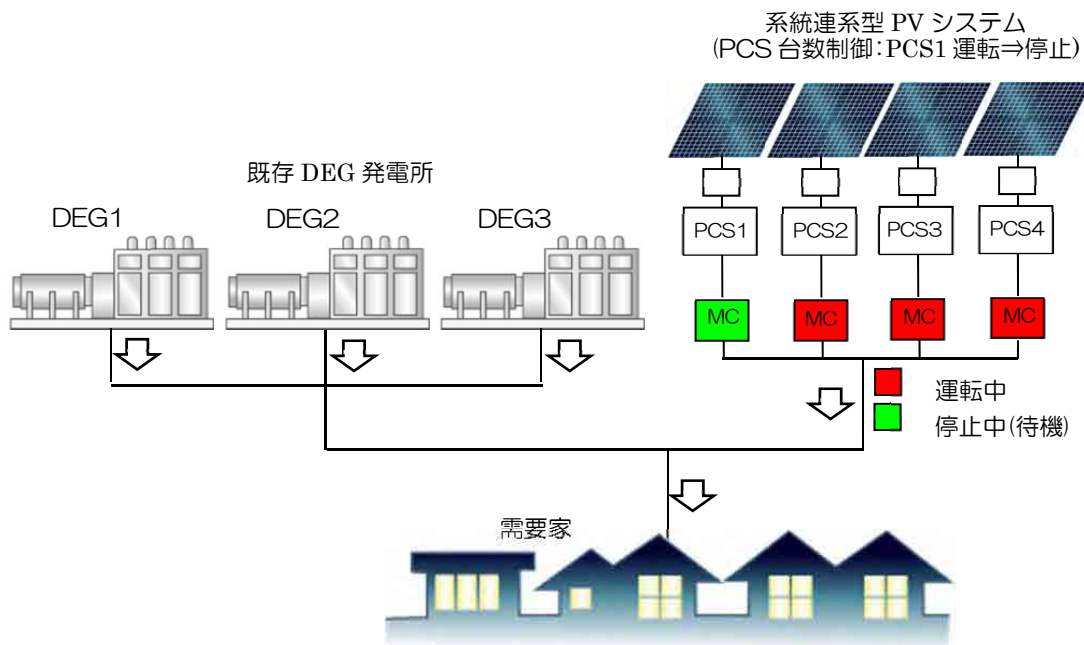 系統連系型 PV システム
(PCS 台数制御:PCS1 運転⇒停止)
既存 DEG 発電所
DEG1
DEG2
DEG3
PCS1
PCS2
PCS3
PCS4
MC
MC
MC
MC
運転中
停止中(待機)
需要家